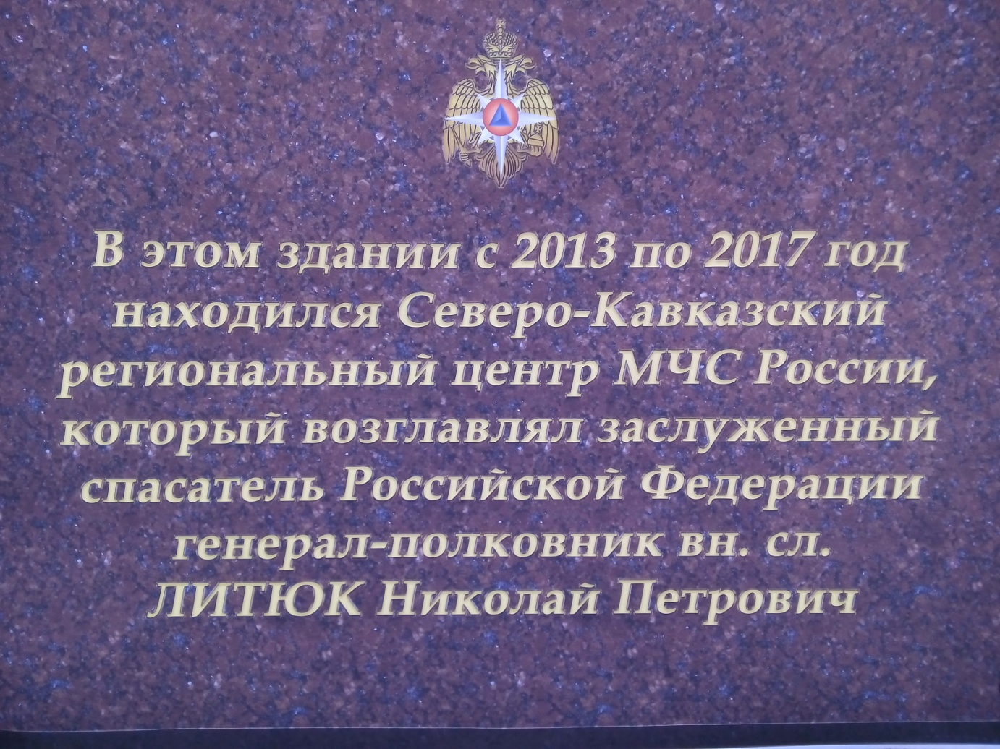 В этом здании с 2013 по 2017 год
находился Северо-Кавказский
региональный центр МЧС России,
который возглавлял заслуженный
спасатель Российской Федерации
генерал-полковник вн. сл.
ЛИТЮК Николай Петрович